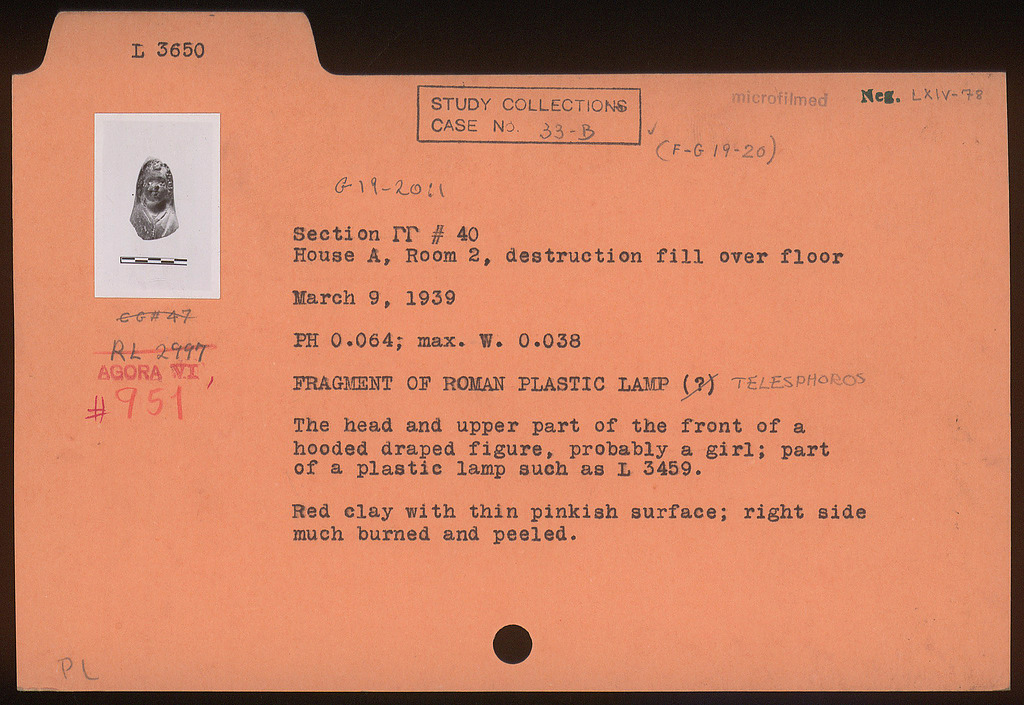 L 3650
microfilmed
Neg. LXIV-78
STUDY COLLECTIONS
CASE No. 33-B
(F-G 19-20)
G 19-20:1
Section ΓΓ # 40
House A, Room 2, destruction fill over floor
March 9, 1939
CG # 47
RL 2997
AGORA VI,
# 951
PH 0.064; max. W. 0.038
FRAGMENT OF ROMAN PLASTIC LAMP (?) TELESPHOROS
The head and upper part of the front of a
hooded draped figure, probably a girl; part
of a plastic lamp such as L 3459.
Red clay with thin pinkish surface; right side
much burned and peeled.
PL